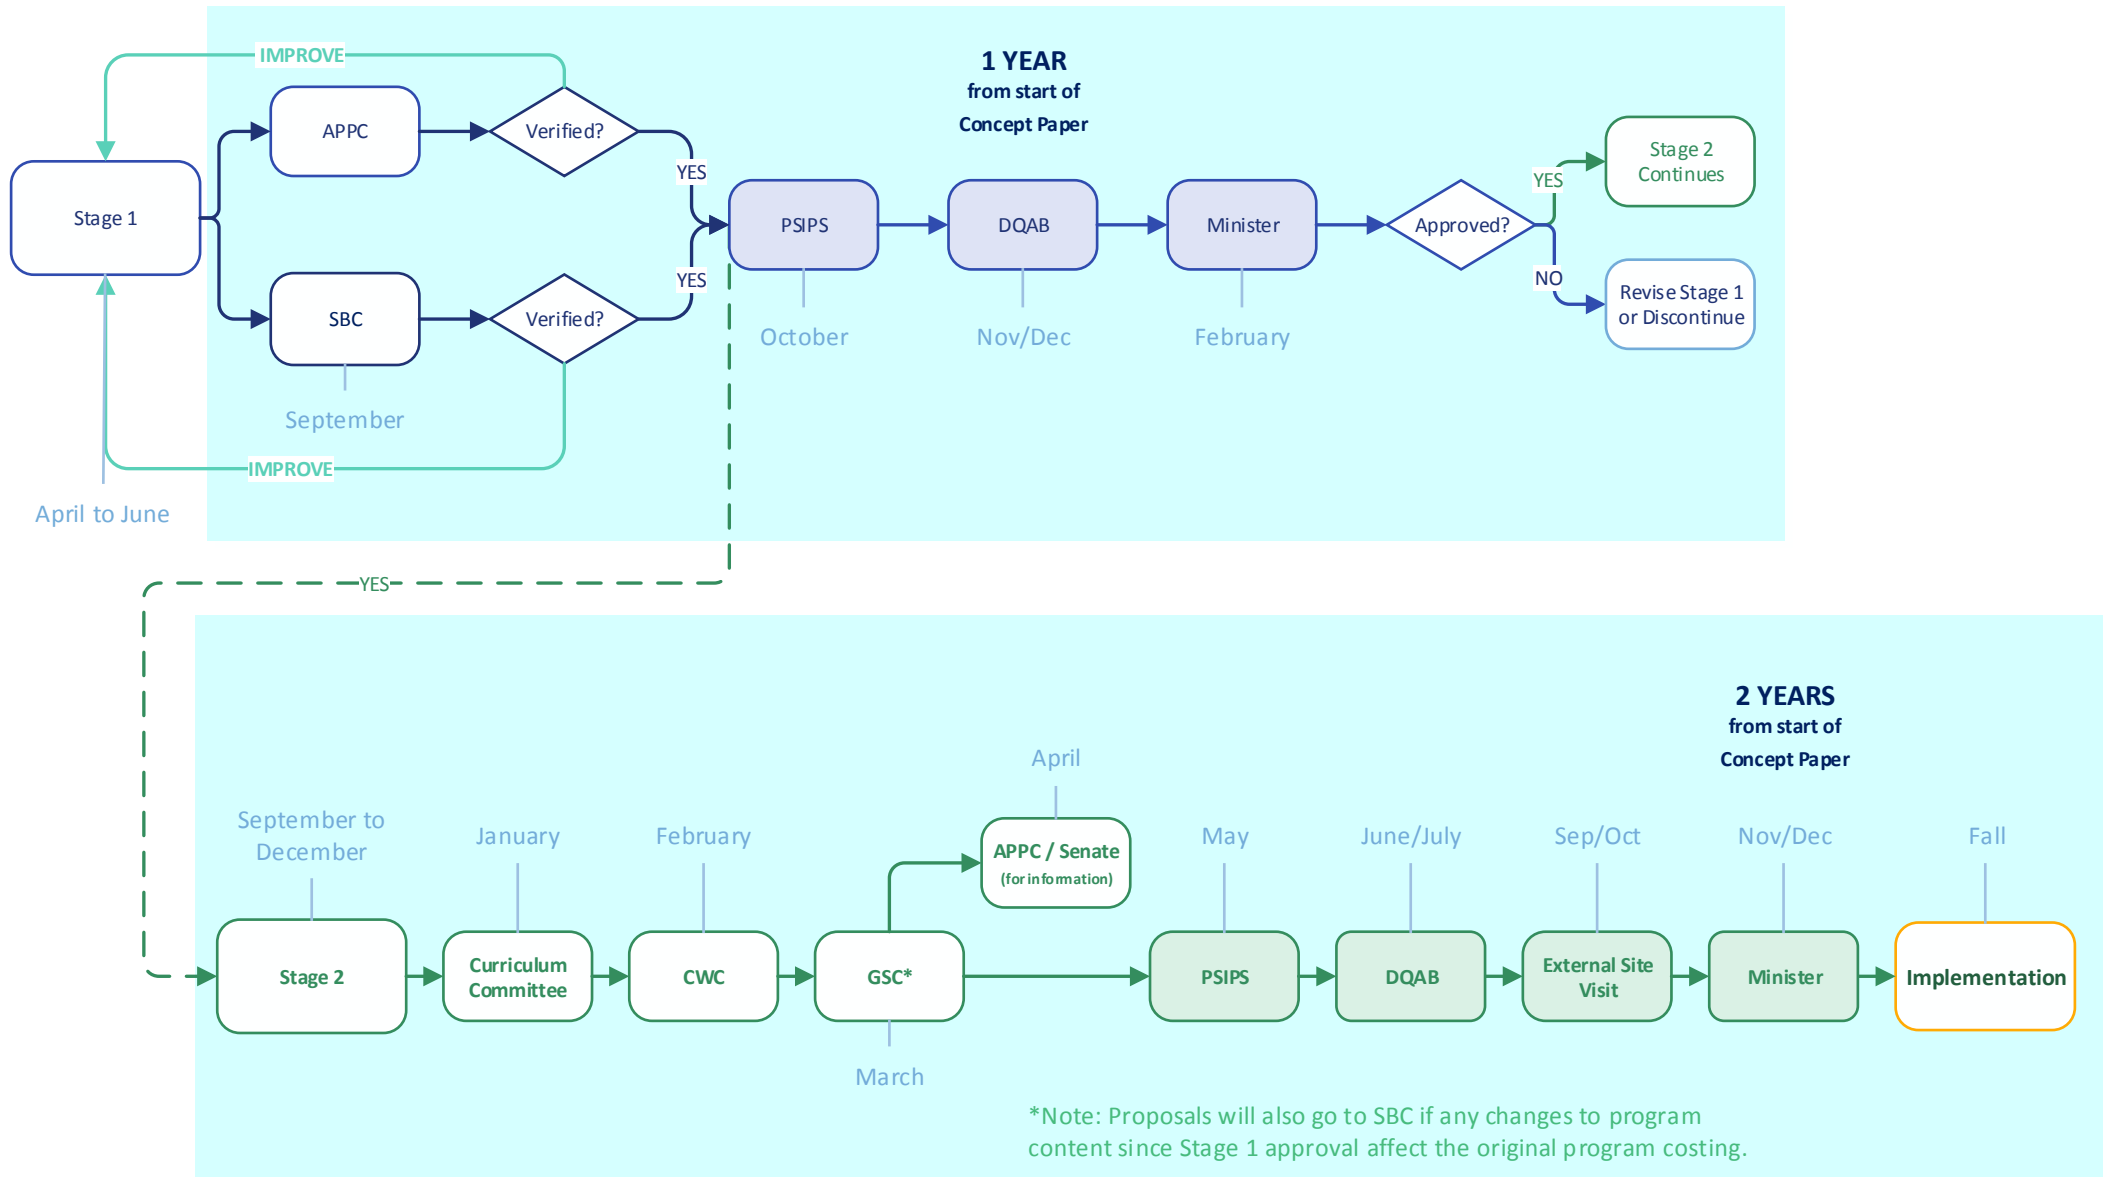 IMPROVE
1 YEAR
from start of
Concept Paper
APPC
Verified?
YES
Stage 1
PSIPS
DQAB
Minister
Approved?
YES
Stage 2
Continues
NO
Revise Stage 1
or Discontinue
SBC
Verified?
YES
October
Nov/Dec
February
September
IMPROVE
April to June
YES
2 YEARS
from start of
Concept Paper
April
September to
December
January
February
APPC / Senate
(for information)
May
June/July
Sep/Oct
Nov/Dec
Fall
Stage 2
Curriculum
Committee
CWC
GSC*
PSIPS
DQAB
External Site
Visit
Minister
Implementation
March
*Note: Proposals will also go to SBC if any changes to program
content since Stage 1 approval affect the original program costing.